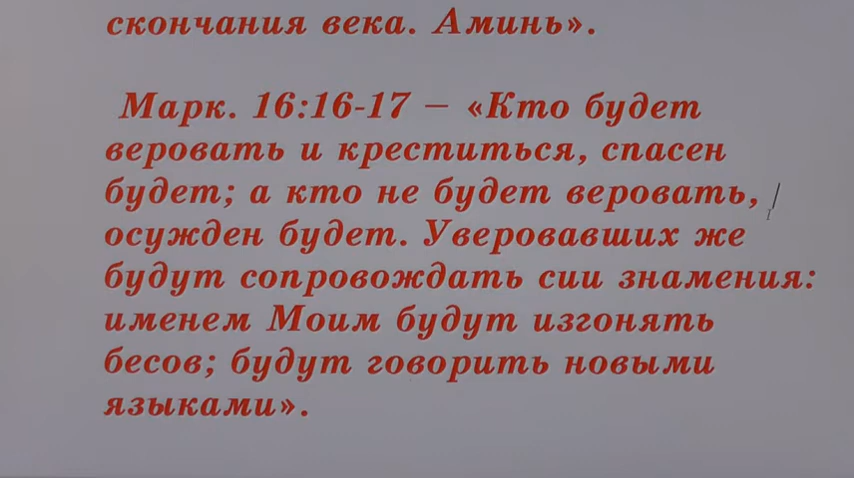 скончания века. Аминь».
Марк. 16:16-17 – «Кто будет
веровать и креститься, спасен
будет; а кто не будет веровать,
осужден будет. Уверовавших же
будут сопровождать сии знамения:
именем Моим будут изгонять
бесов; будут говорить новыми
языками».